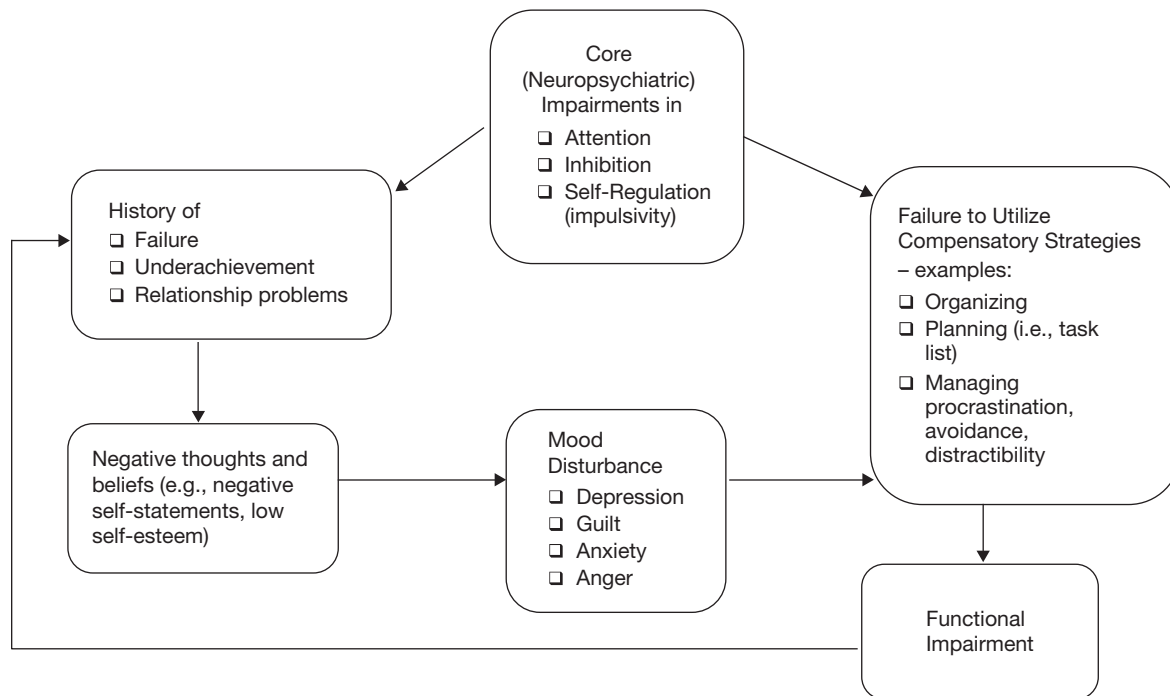 Core
(Neuropsychiatric)
Impairments in
❑ Attention
❑ Inhibition
❑ Self-Regulation
(impulsivity)
History of
❑ Failure
❑ Underachievement
❑ Relationship problems
Failure to Utilize
Compensatory Strategies
– examples:
❑ Organizing
❑ Planning (i.e., task
list)
❑ Managing
procrastination,
avoidance,
distractibility
Negative thoughts and
beliefs (e.g., negative
self-statements, low
self-esteem)
Mood
Disturbance
❑ Depression
❑ Guilt
❑ Anxiety
❑ Anger
Functional
Impairment